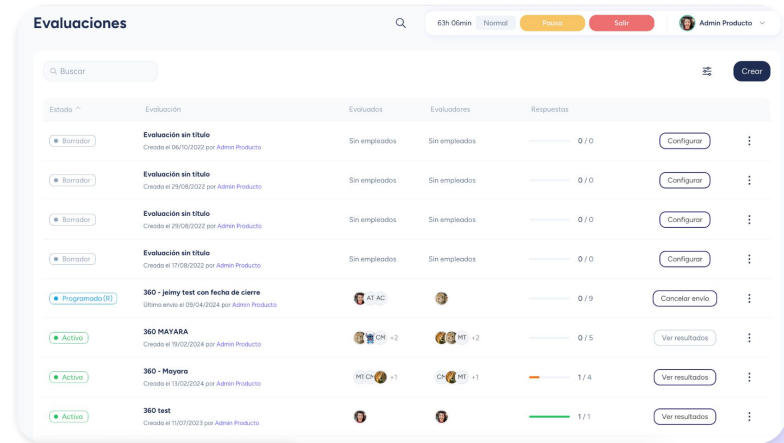 Evaluaciones
63h 06min Normal Pausa Salir Admin Producto
Buscar
Crear
Estado Evaluación Evaluados Evaluadores Respuestas
Borrador
Evaluación sin título
Creada el 06/10/2022 por Admin Producto
Sin empleados
Sin empleados
0 / 0
Configurar
Borrador
Evaluación sin título
Creada el 29/08/2022 por Admin Producto
Sin empleados
Sin empleados
0 / 0
Configurar
Borrador
Evaluación sin título
Creada el 29/08/2022 por Admin Producto
Sin empleados
Sin empleados
0 / 0
Configurar
Borrador
Evaluación sin título
Creada el 17/08/2022 por Admin Producto
Sin empleados
Sin empleados
0 / 0
Configurar
Programada (R)
360 - jeimy test con fecha de cierre
Último envío el 09/04/2024 por Admin Producto
AT AC
0 / 9
Cancelar envío
Activa
360 MAYARA
Creada el 19/02/2024 por Admin Producto
CM +2
MT +2
0 / 5
Ver resultados
Activa
360 - Mayara
Creada el 13/02/2024 por Admin Producto
MT CM +1
CM MT +1
1 / 4
Ver resultados
Activa
360 test
Creada el 11/07/2023 por Admin Producto
1 / 1
Ver resultados